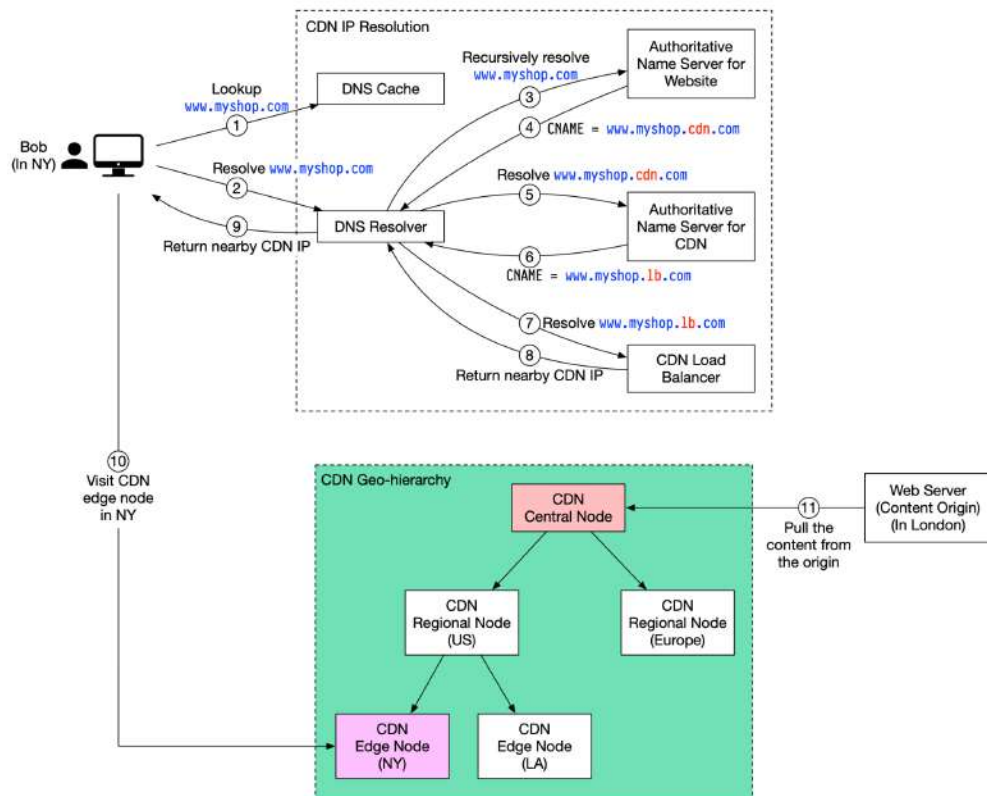 CDN IP Resolution
Lookup
www.myshop.com
1
DNS Cache
Recursively resolve
www.myshop.com
3
Authoritative
Name Server for
Website
4
CNAME = www.myshop.cdn.com
Bob
(In NY)
Resolve www.myshop.com
2
Resolve www.myshop.cdn.com
5
DNS Resolver
9
Return nearby CDN IP
Authoritative
Name Server for
CDN
6
CNAME = www.myshop.lb.com
7
Resolve www.myshop.lb.com
8
Return nearby CDN IP
CDN Load
Balancer
10
Visit CDN
edge node
in NY
CDN Geo-hierarchy
CDN
Central Node
11
Pull the
content from
the origin
Web Server
(Content Origin)
(In London)
CDN
Regional Node
(US)
CDN
Regional Node
(Europe)
CDN
Edge Node
(NY)
CDN
Edge Node
(LA)